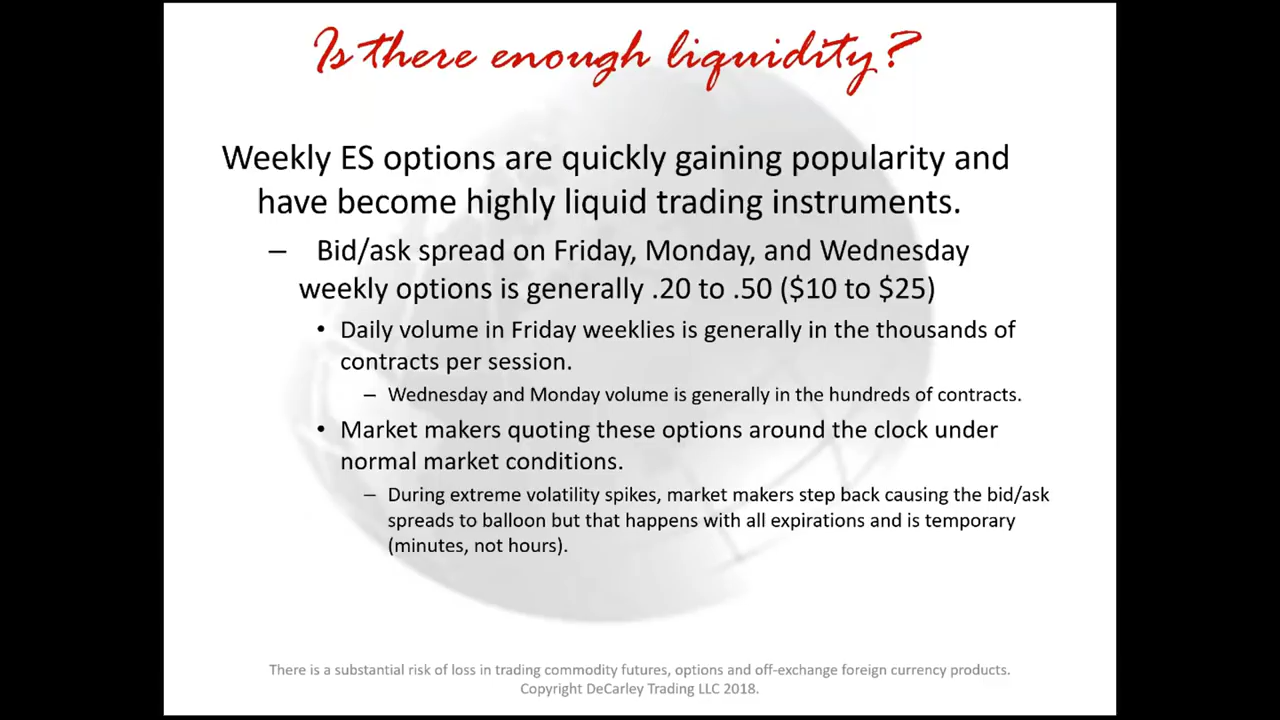 Is there enough liquidity?
Weekly ES options are quickly gaining popularity and
have become highly liquid trading instruments.
– Bid/ask spread on Friday, Monday, and Wednesday
weekly options is generally .20 to .50 ($10 to $25)
• Daily volume in Friday weeklies is generally in the thousands of
contracts per session.
– Wednesday and Monday volume is generally in the hundreds of contracts.
• Market makers quoting these options around the clock under
normal market conditions.
– During extreme volatility spikes, market makers step back causing the bid/ask
spreads to balloon but that happens with all expirations and is temporary
(minutes, not hours).
There is a substantial risk of loss in trading commodity futures, options and off-exchange foreign currency products.
Copyright DeCarley Trading LLC 2018.